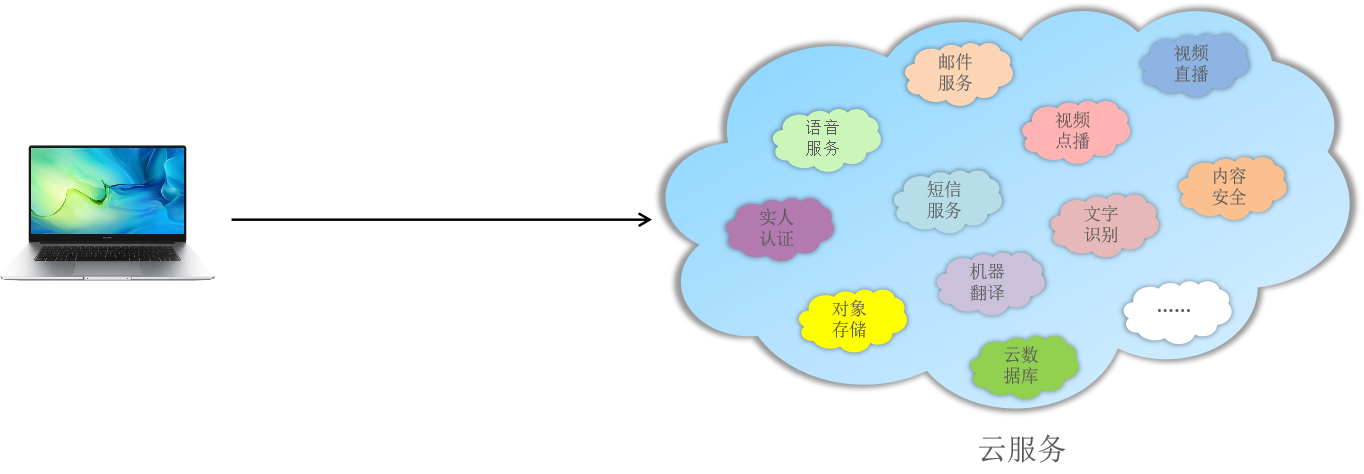 邮件
服务
视频
直播
语音
服务
视频
点播
短信
服务
内容
安全
实人
认证
文字
识别
机器
翻译
对象
存储
……
云数
据库
云服务